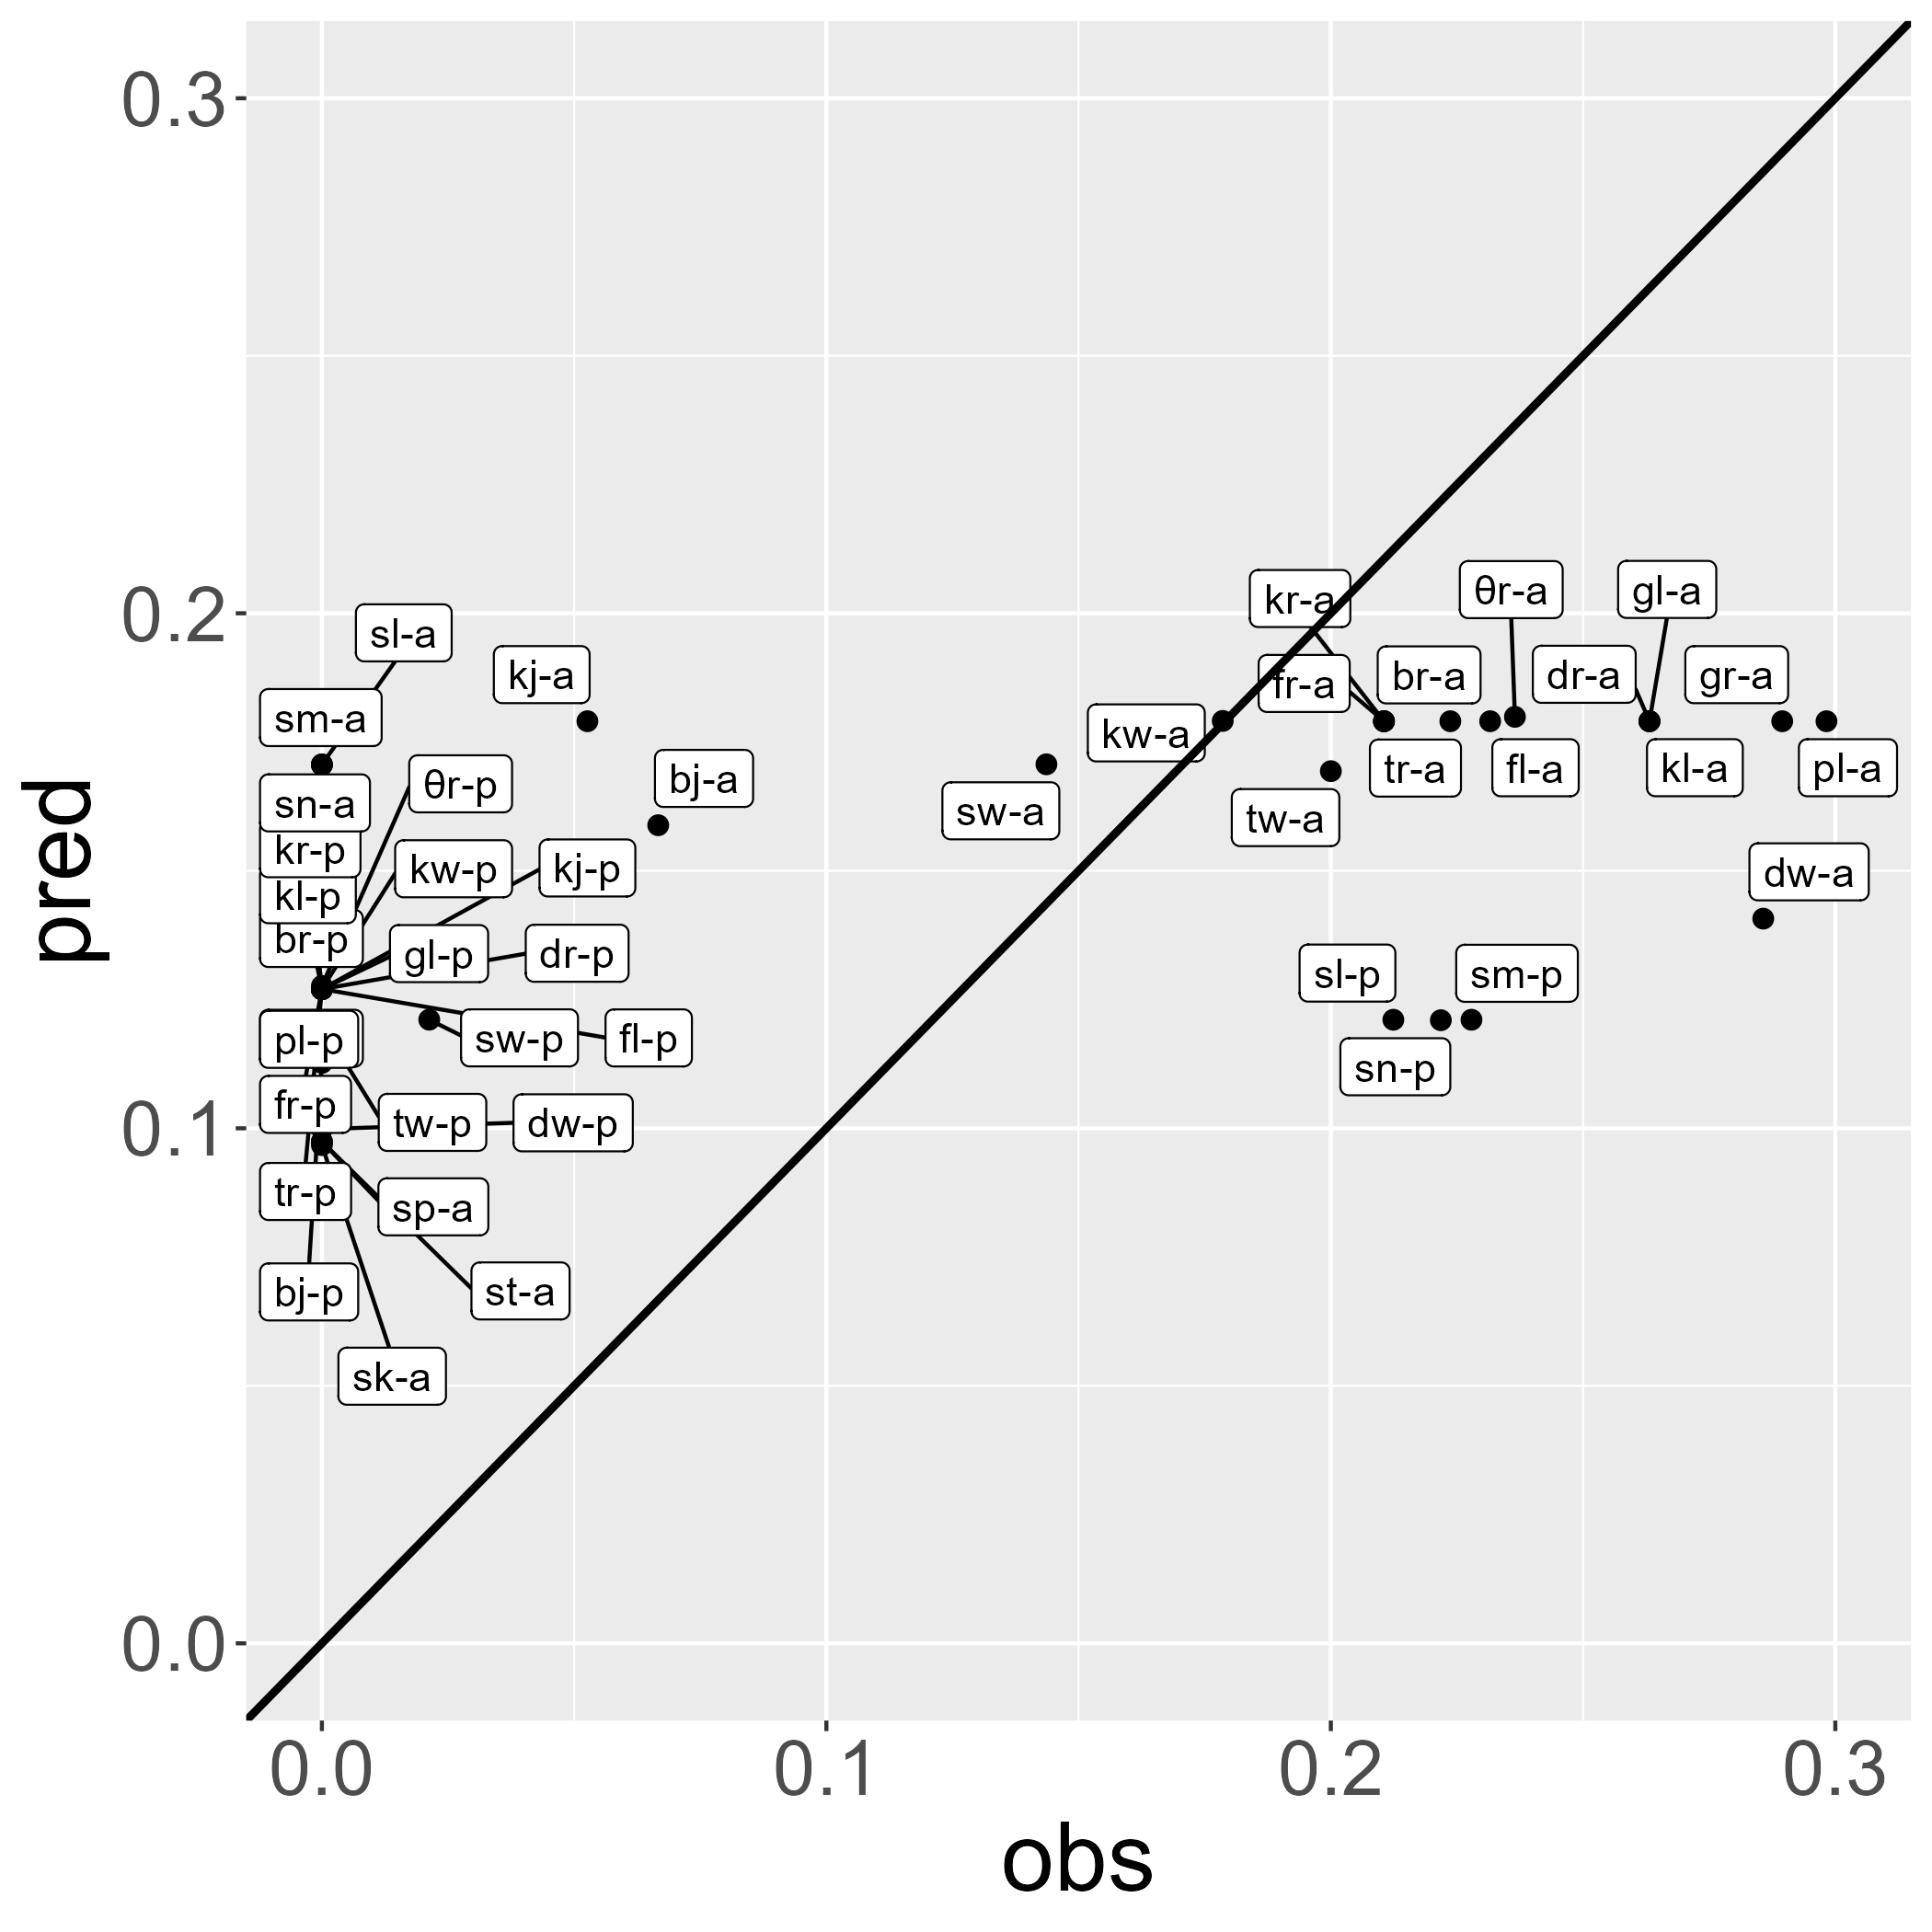 0.3
0.2
0.1
0.0
pred
sl-a
kj-a
sm-a
kr-a
θr-a
gl-a
fr-a
br-a
dr-a
gr-a
kw-a
sn-a
θr-p
bj-a
sw-a
tw-a
tr-a
fl-a
kl-a
pl-a
kr-p
kw-p
kj-p
dw-a
kl-p
br-p
gl-p
dr-p
sl-p
sm-p
pl-p
sw-p
fl-p
sn-p
fr-p
tw-p
dw-p
tr-p
sp-a
bj-p
st-a
sk-a
0.0
0.1
0.2
0.3
obs